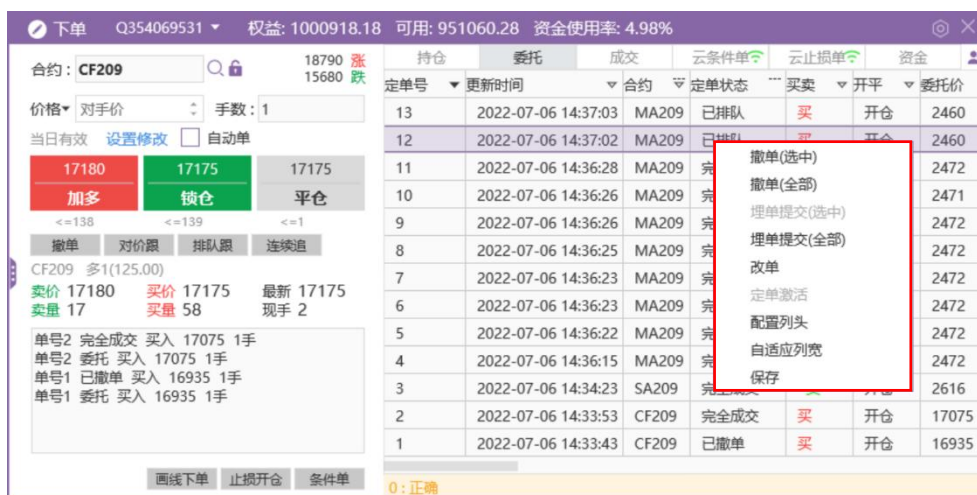 下单 Q354069531 权益: 1000918.18 可用: 951060.28 资金使用率: 4.98%
合约: CF209 18790 涨
15680 跌
价格 对手价 手数: 1
当日有效 设置修改 自动单
17180 17175 17175
加多 锁仓 平仓
<=138 <=139 <=1
撤单 对价跟 排队跟 连续追
CF209 多1(125.00)
卖价 17180 买价 17175 最新 17175
卖量 17 买量 58 现手 2
单号2 完全成交 买入 17075 1手
单号2 委托 买入 17075 1手
单号1 已撤单 买入 16935 1手
单号1 委托 买入 16935 1手
画线下单 止损开仓 条件单
持仓 委托 成交 云条件单 云止损单 资金
定单号 更新时间 合约 定单状态 买卖 开平 委托价
13 2022-07-06 14:37:03 MA209 已排队 买 开仓 2460
12 2022-07-06 14:37:02 MA209 2460
11 2022-07-06 14:36:28 MA209 完 2472
10 2022-07-06 14:36:26 MA209 完 2471
9 2022-07-06 14:36:26 MA209 完 2472
8 2022-07-06 14:36:25 MA209 完 2472
7 2022-07-06 14:36:23 MA209 完 2472
6 2022-07-06 14:36:23 MA209 完 2472
5 2022-07-06 14:36:22 MA209 完 2472
4 2022-07-06 14:36:15 MA209 完 2472
3 2022-07-06 14:34:23 SA209 2616
2 2022-07-06 14:33:53 CF209 完全成交 买 开仓 17075
1 2022-07-06 14:33:43 CF209 已撤单 买 开仓 16935
撤单(选中)
撤单(全部)
埋单提交(选中)
埋单提交(全部)
改单
定单激活
配置列头
自适应列宽
保存
0 : 正确